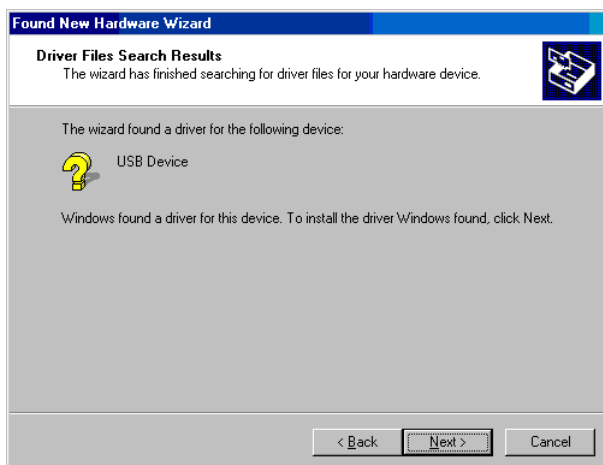 Found New Hardware Wizard
Driver Files Search Results
The wizard has finished searching for driver files for your hardware device.
The wizard found a driver for the following device:
USB Device
Windows found a driver for this device. To install the driver Windows found, click Next.
< Back
Next >
Cancel